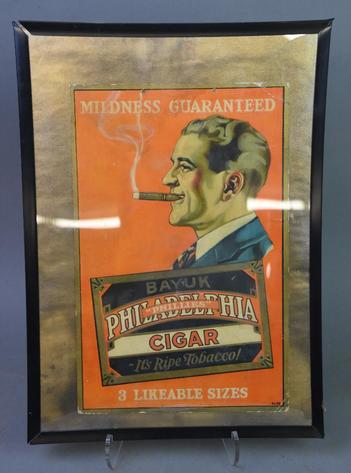 MILDNESS GUARANTEED
BAYUK
PHILADELPHIA
"PHILLIES"
CIGAR
-It's Ripe Tobacco!
3 LIKEABLE SIZES